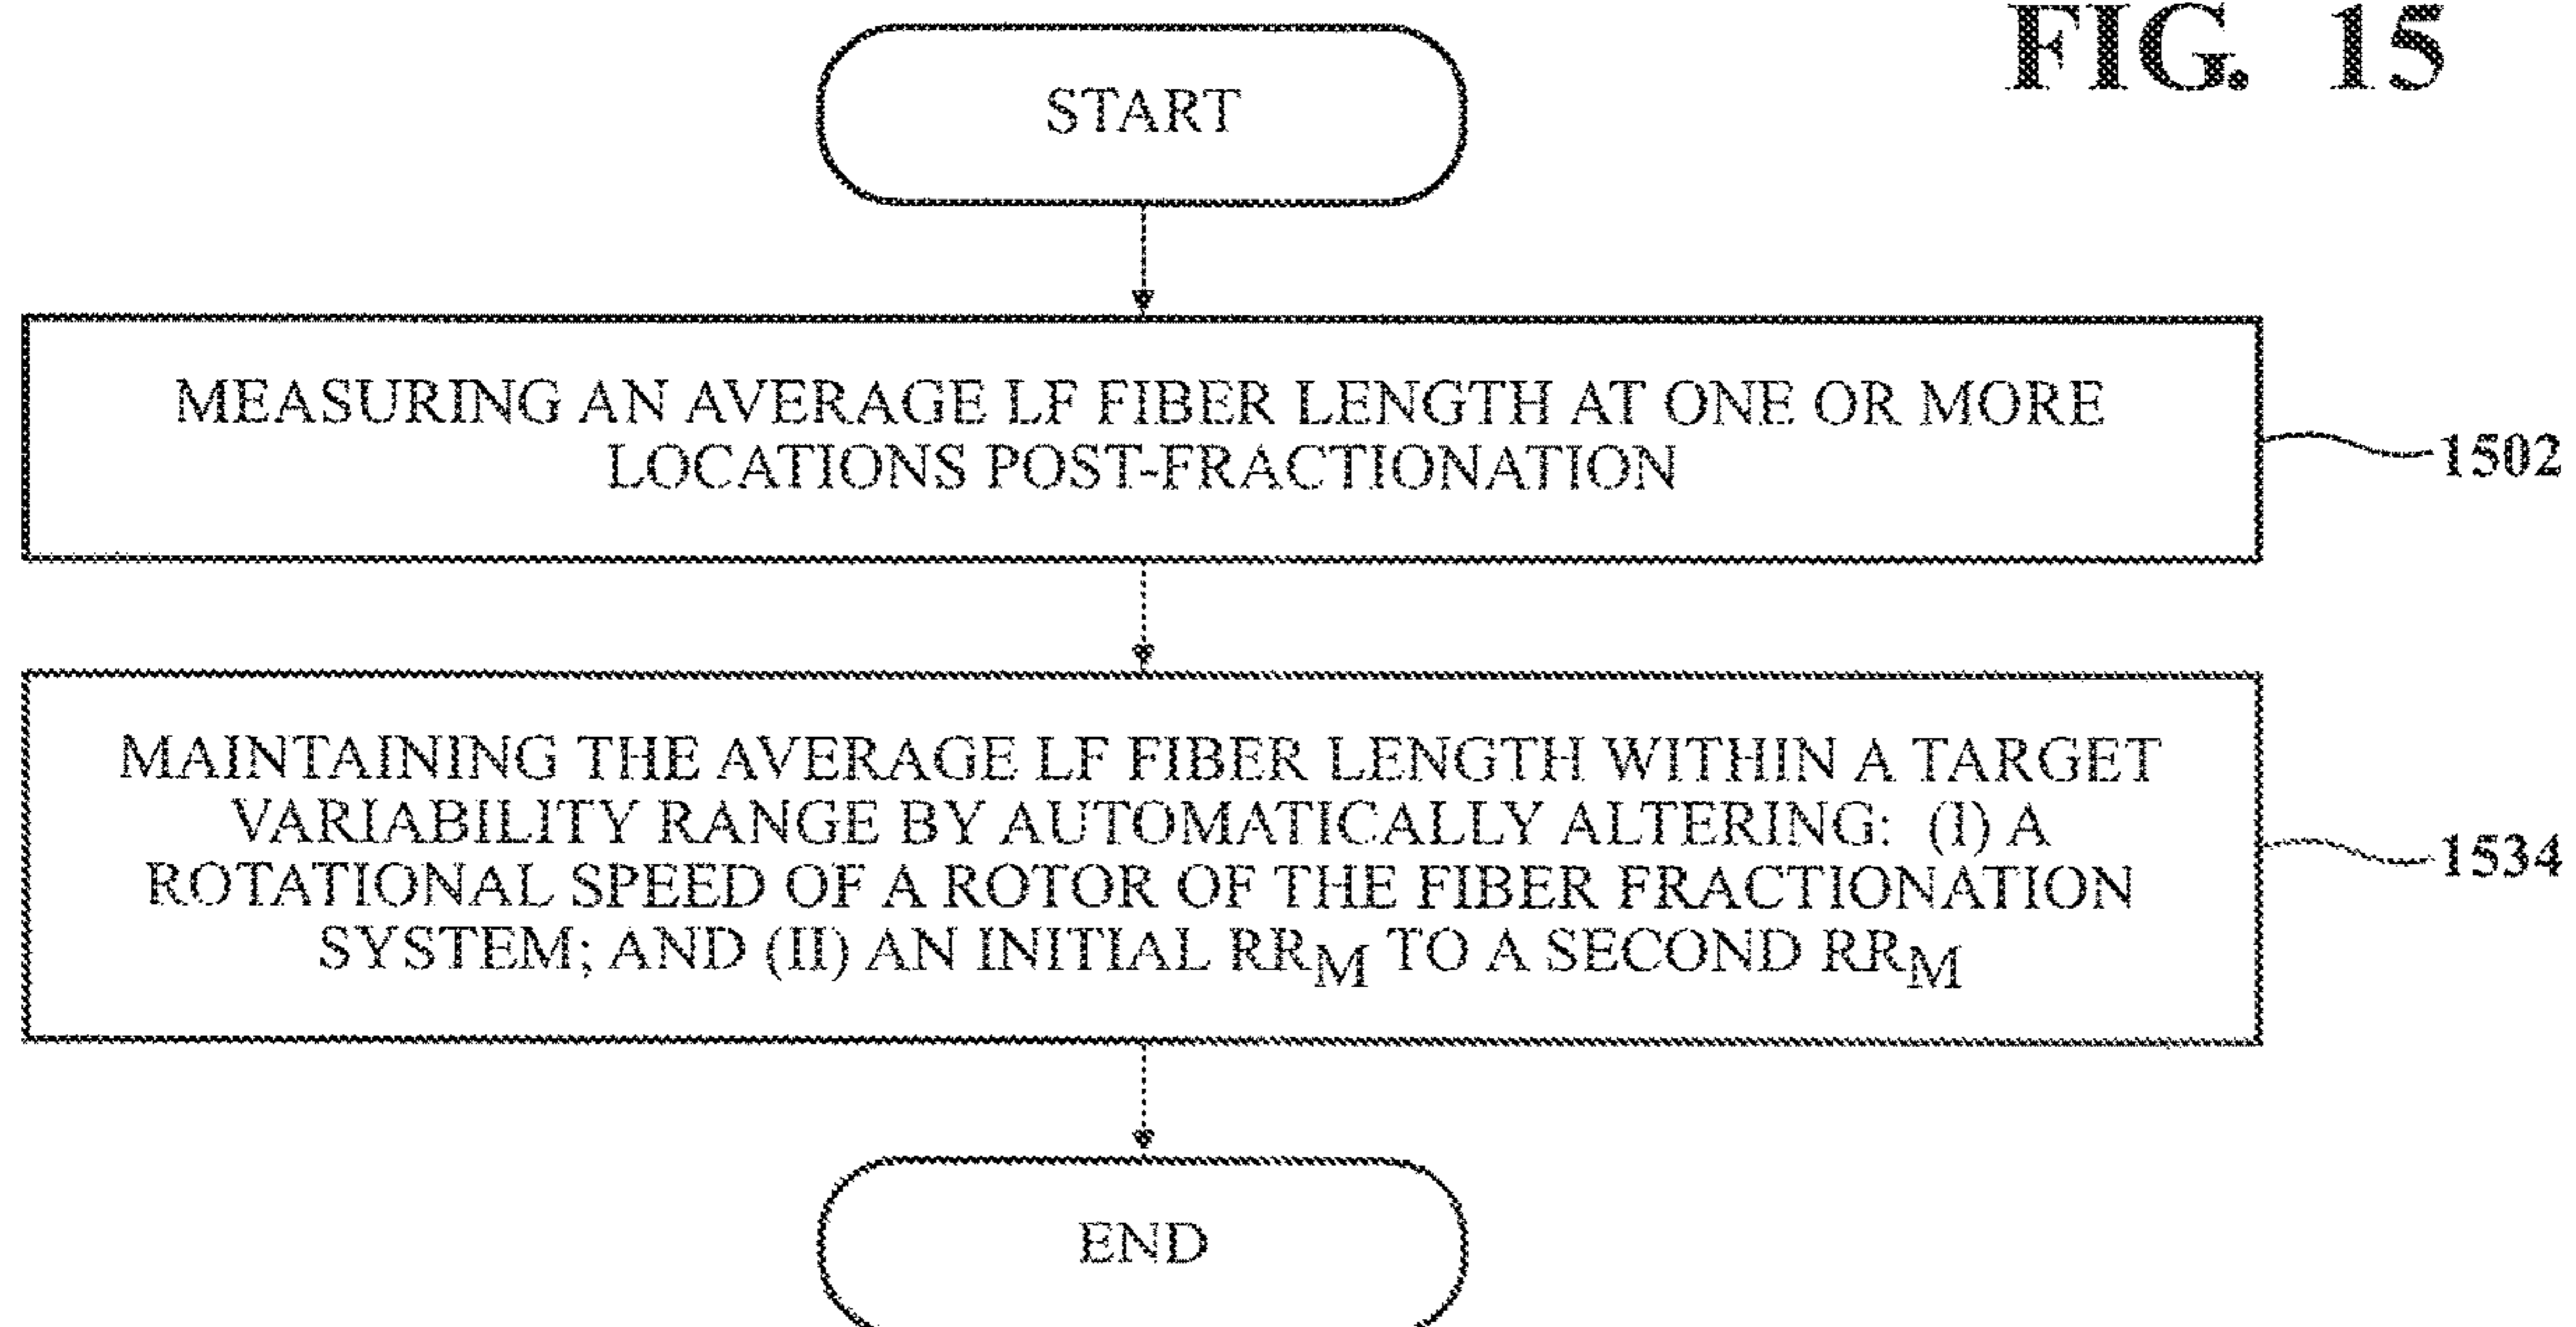 FIG. 15
START
MEASURING AN AVERAGE LF FIBER LENGTH AT ONE OR MORE
LOCATIONS POST-FRACTIONATION
1502
MAINTAINING THE AVERAGE LF FIBER LENGTH WITHIN A TARGET
VARIABILITY RANGE BY AUTOMATICALLY ALTERING: (I) A
ROTATIONAL SPEED OF A ROTOR OF THE FIBER FRACTIONATION
SYSTEM; AND (II) AN INITIAL RRM TO A SECOND RRM
1534
END